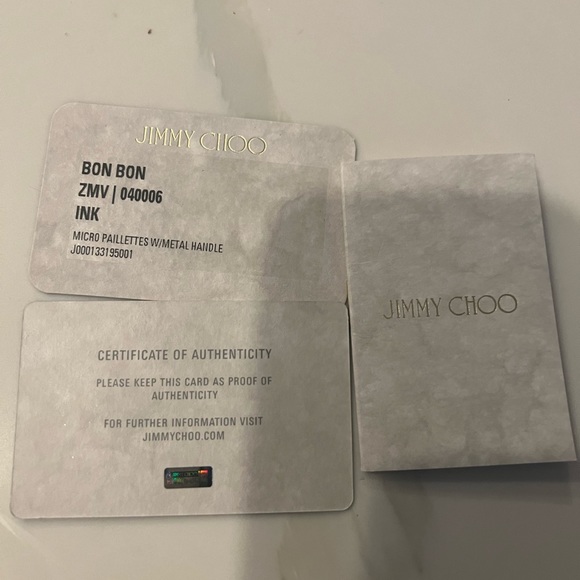 JIMMY CHOO
BON BON
ZMV | 040006
INK
MICRO PAILLETTES W/METAL HANDLE
J000133195001
CERTIFICATE OF AUTHENTICITY
PLEASE KEEP THIS CARD AS PROOF OF
AUTHENTICITY
FOR FURTHER INFORMATION VISIT
JIMMYCHOO.COM
JIMMY CHOO